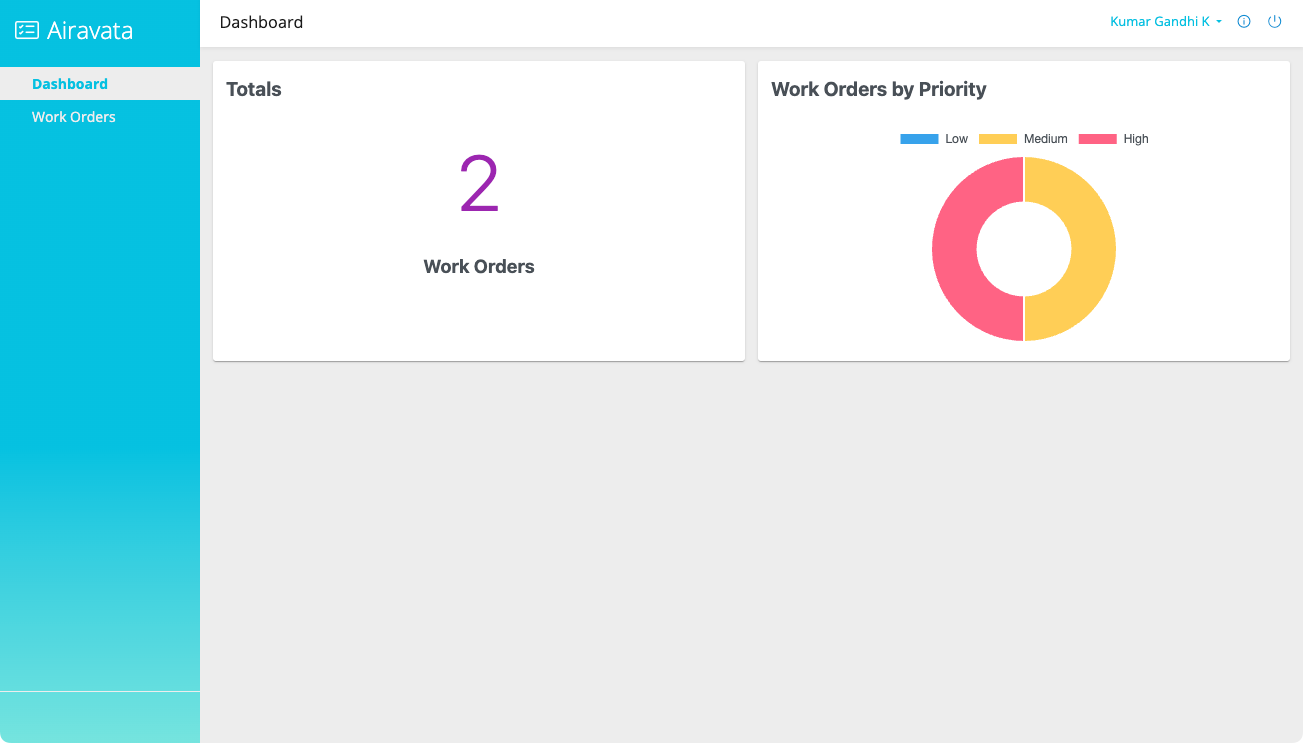 Airavata
Dashboard
Work Orders
Dashboard
Kumar Gandhi K
Totals
2
Work Orders
Work Orders by Priority
Low Medium High